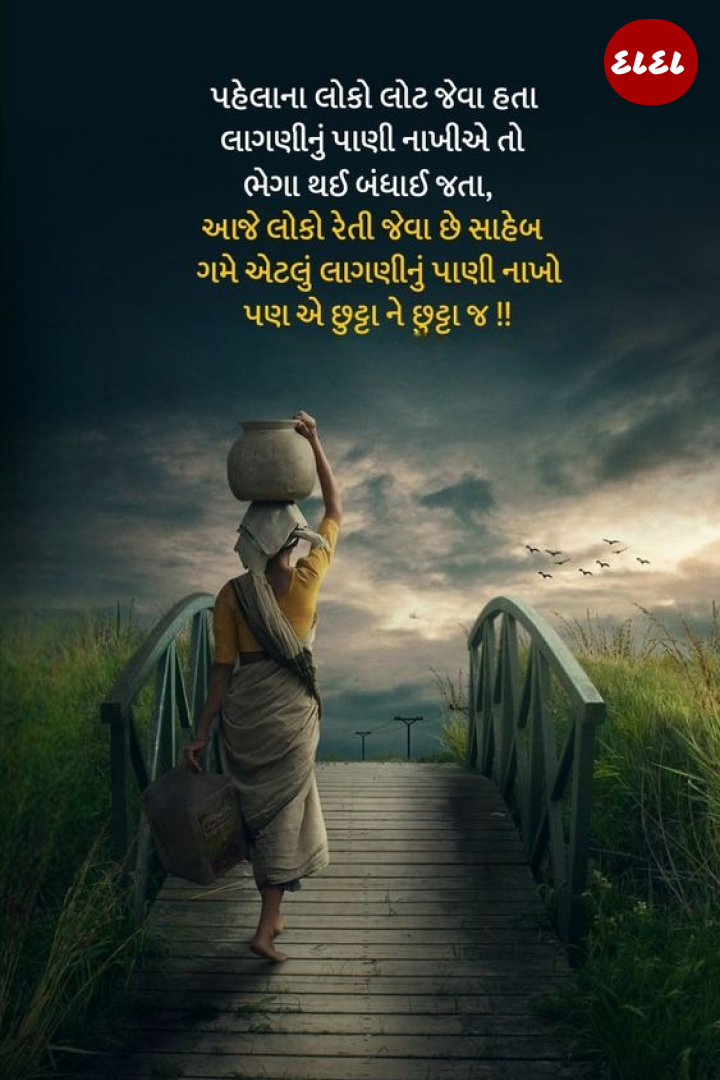 દાદા
પહેલાના લોકો લોટ જેવા હતા
લાગણીનું પાણી નાખીએ તો
ભેગા થઈ બંધાઈ જતા,
આજે લોકો રેતી જેવા છે સાહેબ
ગમે એટલું લાગણીનું પાણી નાખો
પણ એ છુટ્ટા ને છુટ્ટા જ !!